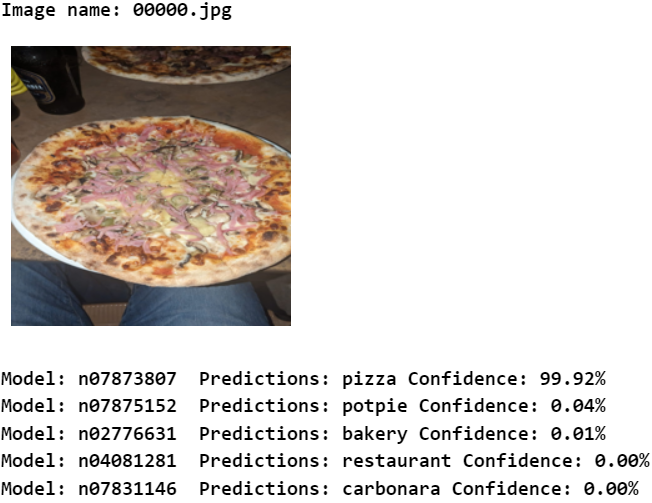 Image name: 00000.jpg
Model: n07873807  Predictions: pizza Confidence: 99.92%
Model: n07875152  Predictions: potpie Confidence: 0.04%
Model: n02776631  Predictions: bakery Confidence: 0.01%
Model: n04081281  Predictions: restaurant Confidence: 0.00%
Model: n07831146  Predictions: carbonara Confidence: 0.00%